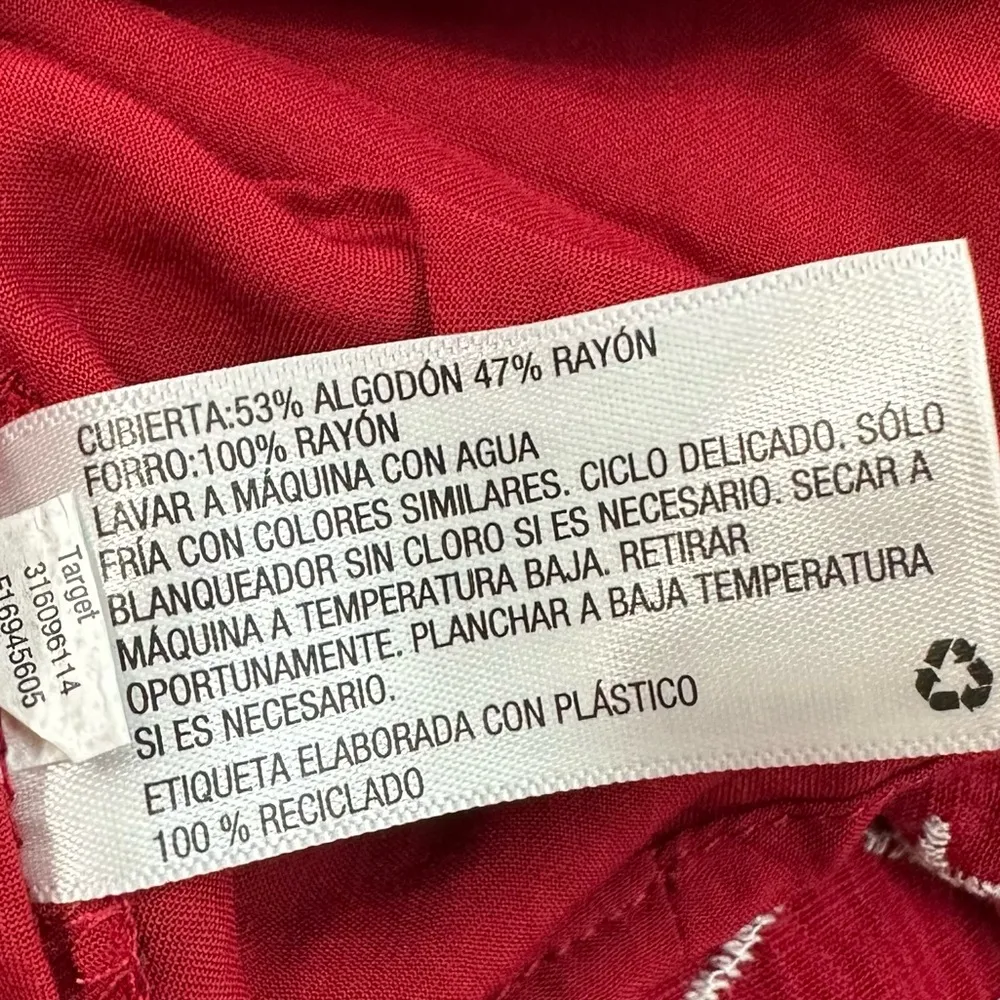 CUBIERTA:53% ALGODÓN 47% RAYÓN
FORRO:100% RAYÓN
LAVAR A MÁQUINA CON AGUA
FRÍA CON COLORES SIMILARES. CICLO DELICADO. SÓLO
BLANQUEADOR SIN CLORO SI ES NECESARIO. SECAR A
MÁQUINA A TEMPERATURA BAJA. RETIRAR
OPORTUNAMENTE. PLANCHAR A BAJA TEMPERATURA
SI ES NECESARIO.
ETIQUETA ELABORADA CON PLÁSTICO
100 % RECICLADO
Target
316096114